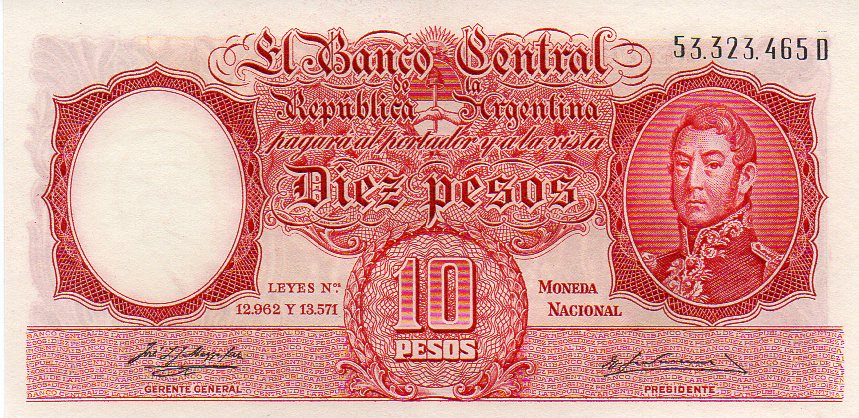 53.323.465 D
El Banco Central
de la
República Argentina
pagará al portador y a la vista
Diez pesos
LEYES Nos.
12.962 Y 13.571
10
PESOS
MONEDA
NACIONAL
GERENTE GENERAL
PRESIDENTE